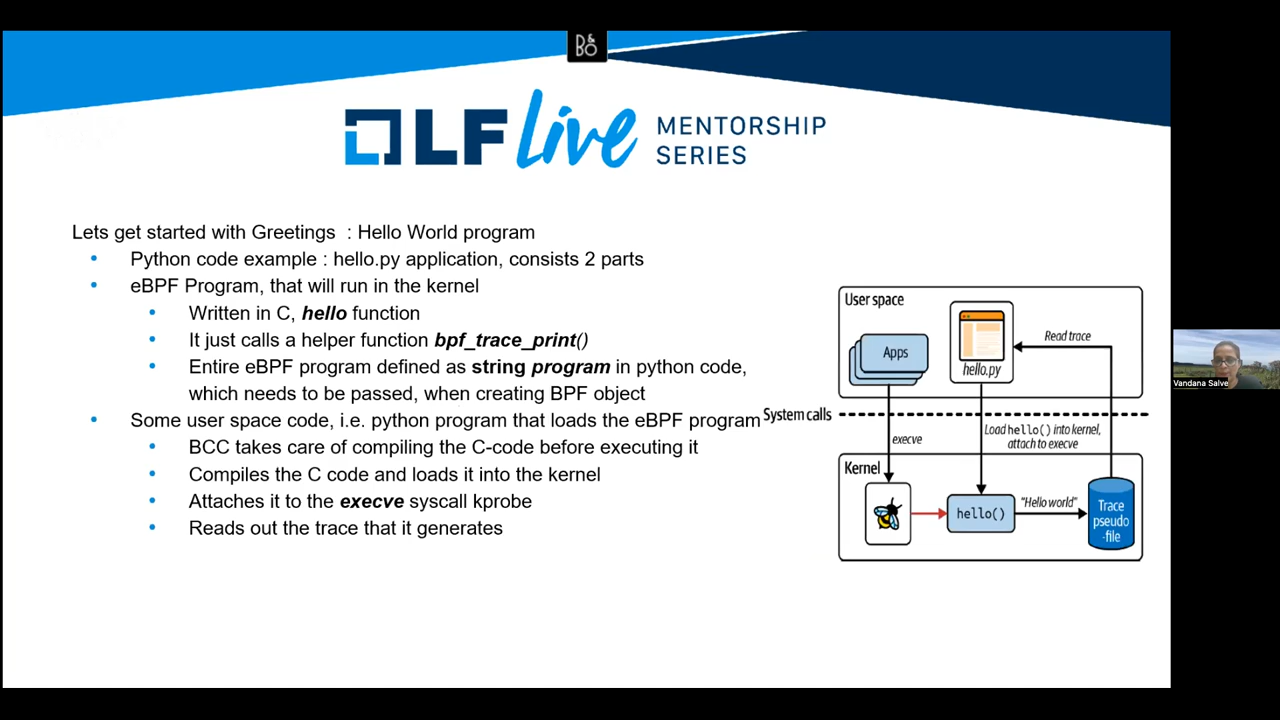 B&O
LF Live MENTORSHIP
SERIES
Lets get started with Greetings : Hello World program
• Python code example : hello.py application, consists 2 parts
• eBPF Program, that will run in the kernel
• Written in C, hello function
• It just calls a helper function bpf_trace_print()
• Entire eBPF program defined as string program in python code,
which needs to be passed, when creating BPF object
• Some user space code, i.e. python program that loads the eBPF program
• BCC takes care of compiling the C-code before executing it
• Compiles the C code and loads it into the kernel
• Attaches it to the execve syscall kprobe
• Reads out the trace that it generates
User space
Apps
hello.py
Read trace
System calls
execve
Load hello() into kernel,
attach to execve
Kernel
hello()
"Hello world"
Trace
pseudo
-file
Vandana Salve